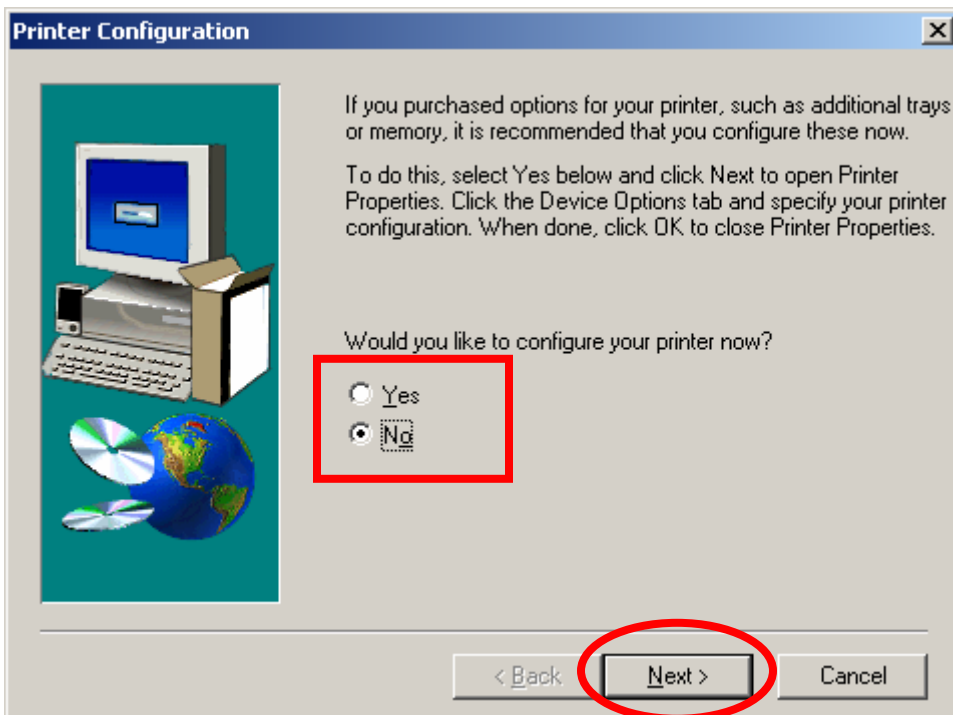 Printer Configuration
If you purchased options for your printer, such as additional trays
or memory, it is recommended that you configure these now.
To do this, select Yes below and click Next to open Printer
Properties. Click the Device Options tab and specify your printer
configuration. When done, click OK to close Printer Properties.
Would you like to configure your printer now?
Yes
No
< Back
Next >
Cancel